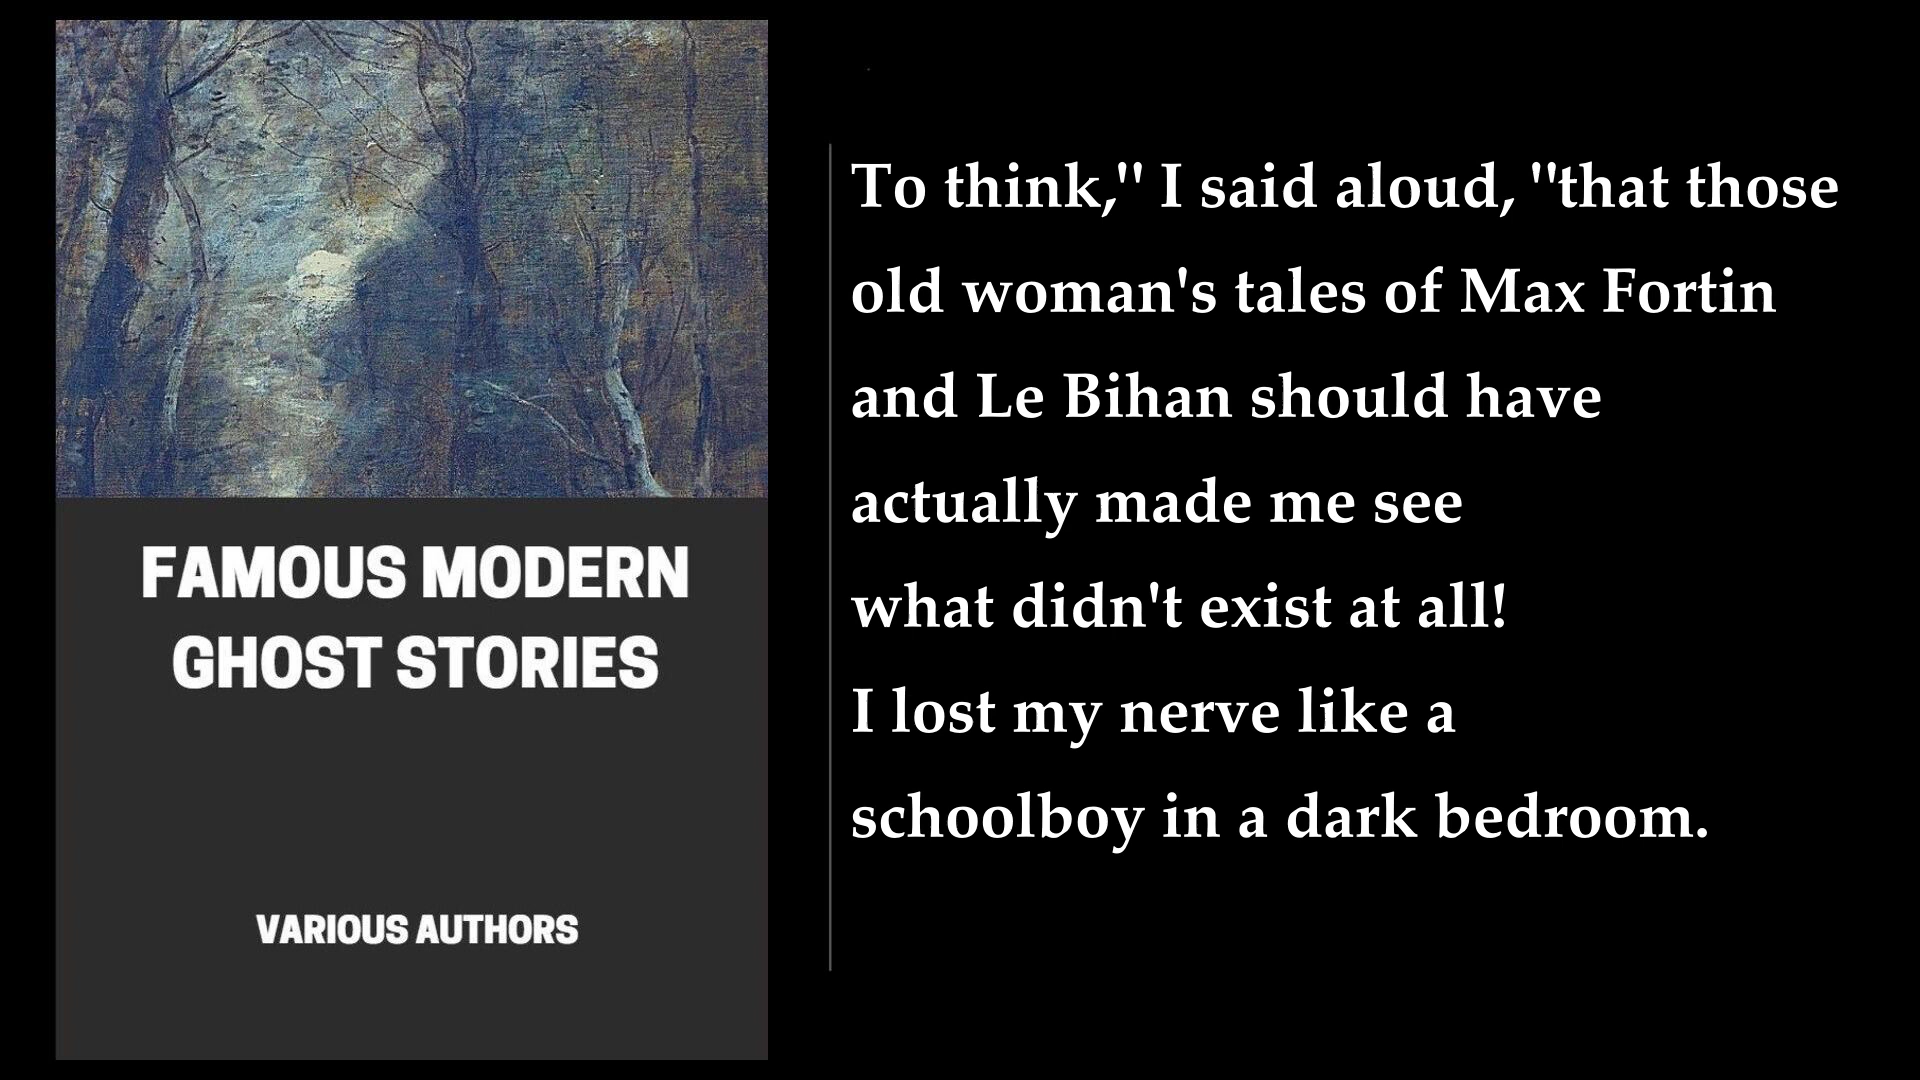 FAMOUS MODERN
GHOST STORIES
VARIOUS AUTHORS
To think," I said aloud, "that those
old woman's tales of Max Fortin
and Le Bihan should have
actually made me see
what didn't exist at all!
I lost my nerve like a
schoolboy in a dark bedroom.